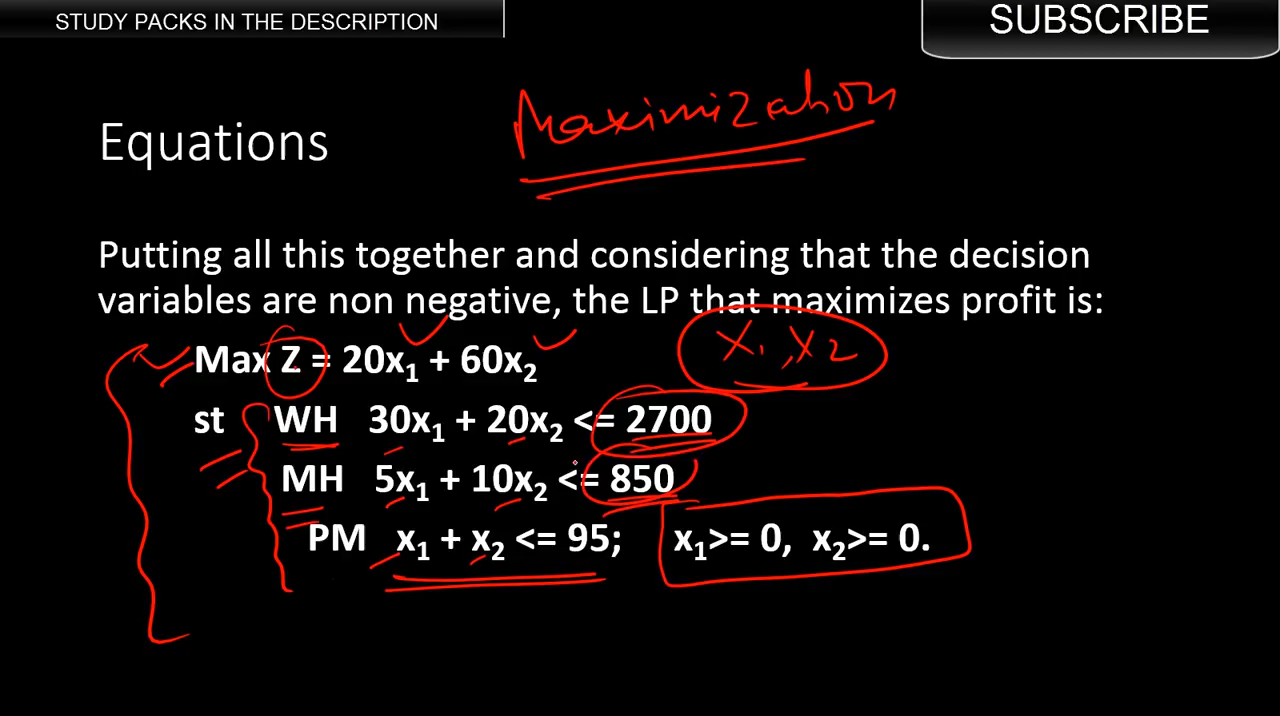 STUDY PACKS IN THE DESCRIPTION
SUBSCRIBE
Maximization
Equations
Putting all this together and considering that the decision
variables are non negative, the LP that maximizes profit is:
x₁, x₂
Max Z = 20x₁ + 60x₂
st WH 30x₁ + 20x₂ <= 2700
MH 5x₁ + 10x₂ <= 850
PM x₁ + x₂ <= 95; x₁>= 0, x₂>= 0.